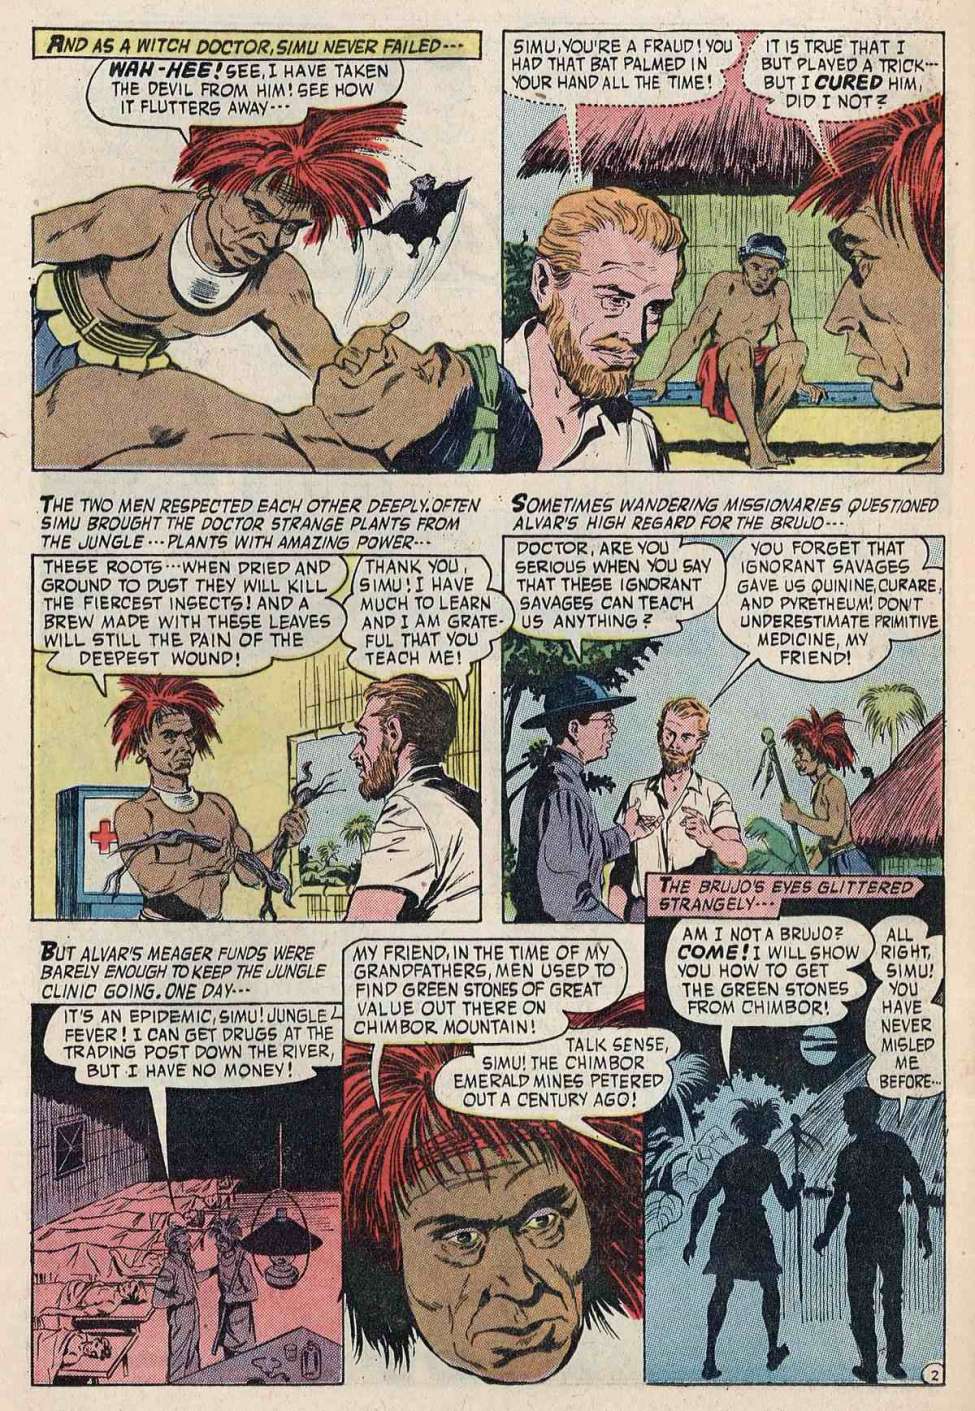 AND AS A WITCH DOCTOR, SIMU NEVER FAILED---
WAH-HEE! SEE, I HAVE TAKEN
THE DEVIL FROM HIM! SEE HOW
IT FLUTTERS AWAY---
SIMU, YOU'RE A FRAUD! YOU
HAD THAT BAT PALMED IN
YOUR HAND ALL THE TIME!
IT IS TRUE THAT I
BUT PLAYED A TRICK--
BUT I CURED HIM,
DID I NOT?
THE TWO MEN RESPECTED EACH OTHER DEEPLY. OFTEN
SIMU BROUGHT THE DOCTOR STRANGE PLANTS FROM
THE JUNGLE---PLANTS WITH AMAZING POWER---
THESE ROOTS---WHEN DRIED AND
GROUND TO DUST THEY WILL KILL
THE FIERCEST INSECTS! AND A
BREW MADE WITH THESE LEAVES
WILL STILL THE PAIN OF THE
DEEPEST WOUND!
THANK YOU,
SIMU! I HAVE
MUCH TO LEARN
AND I AM GRATE-
FUL THAT YOU
TEACH ME!
SOMETIMES WANDERING MISSIONARIES QUESTIONED
ALVAR'S HIGH REGARD FOR THE BRUJO---
DOCTOR, ARE YOU
SERIOUS WHEN YOU SAY
THAT THESE IGNORANT
SAVAGES CAN TEACH
US ANYTHING?
YOU FORGET THAT
IGNORANT SAVAGES
GAVE US QUININE, CURARE,
AND PYRETHEUM! DON'T
UNDERESTIMATE PRIMITIVE
MEDICINE, MY
FRIEND!
BUT ALVAR'S MEAGER FUNDS WERE
BARELY ENOUGH TO KEEP THE JUNGLE
CLINIC GOING. ONE DAY---
IT'S AN EPIDEMIC, SIMU! JUNGLE
FEVER! I CAN GET DRUGS AT THE
TRADING POST DOWN THE RIVER,
BUT I HAVE NO MONEY!
MY FRIEND, IN THE TIME OF MY
GRANDFATHERS, MEN USED TO
FIND GREEN STONES OF GREAT
VALUE OUT THERE ON
CHIMBOR MOUNTAIN!
TALK SENSE,
SIMU! THE CHIMBOR
EMERALD MINES PETERED
OUT A CENTURY AGO!
THE BRUJO'S EYES GLITTERED
STRANGELY---
AM I NOT A BRUJO?
COME! I WILL SHOW
YOU HOW TO GET
THE GREEN STONES
FROM CHIMBOR!
ALL
RIGHT,
SIMU!
YOU
HAVE
NEVER
MISLED
ME
BEFORE--
2